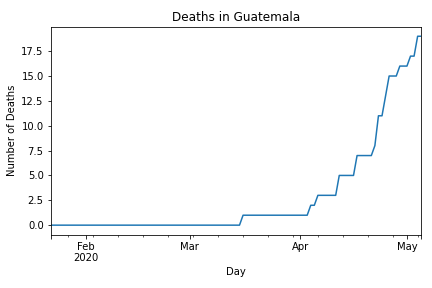 Deaths in Guatemala
17.5
15.0
12.5
10.0
7.5
5.0
2.5
0.0
Number of Deaths
Feb
2020
Mar
Apr
May
Day